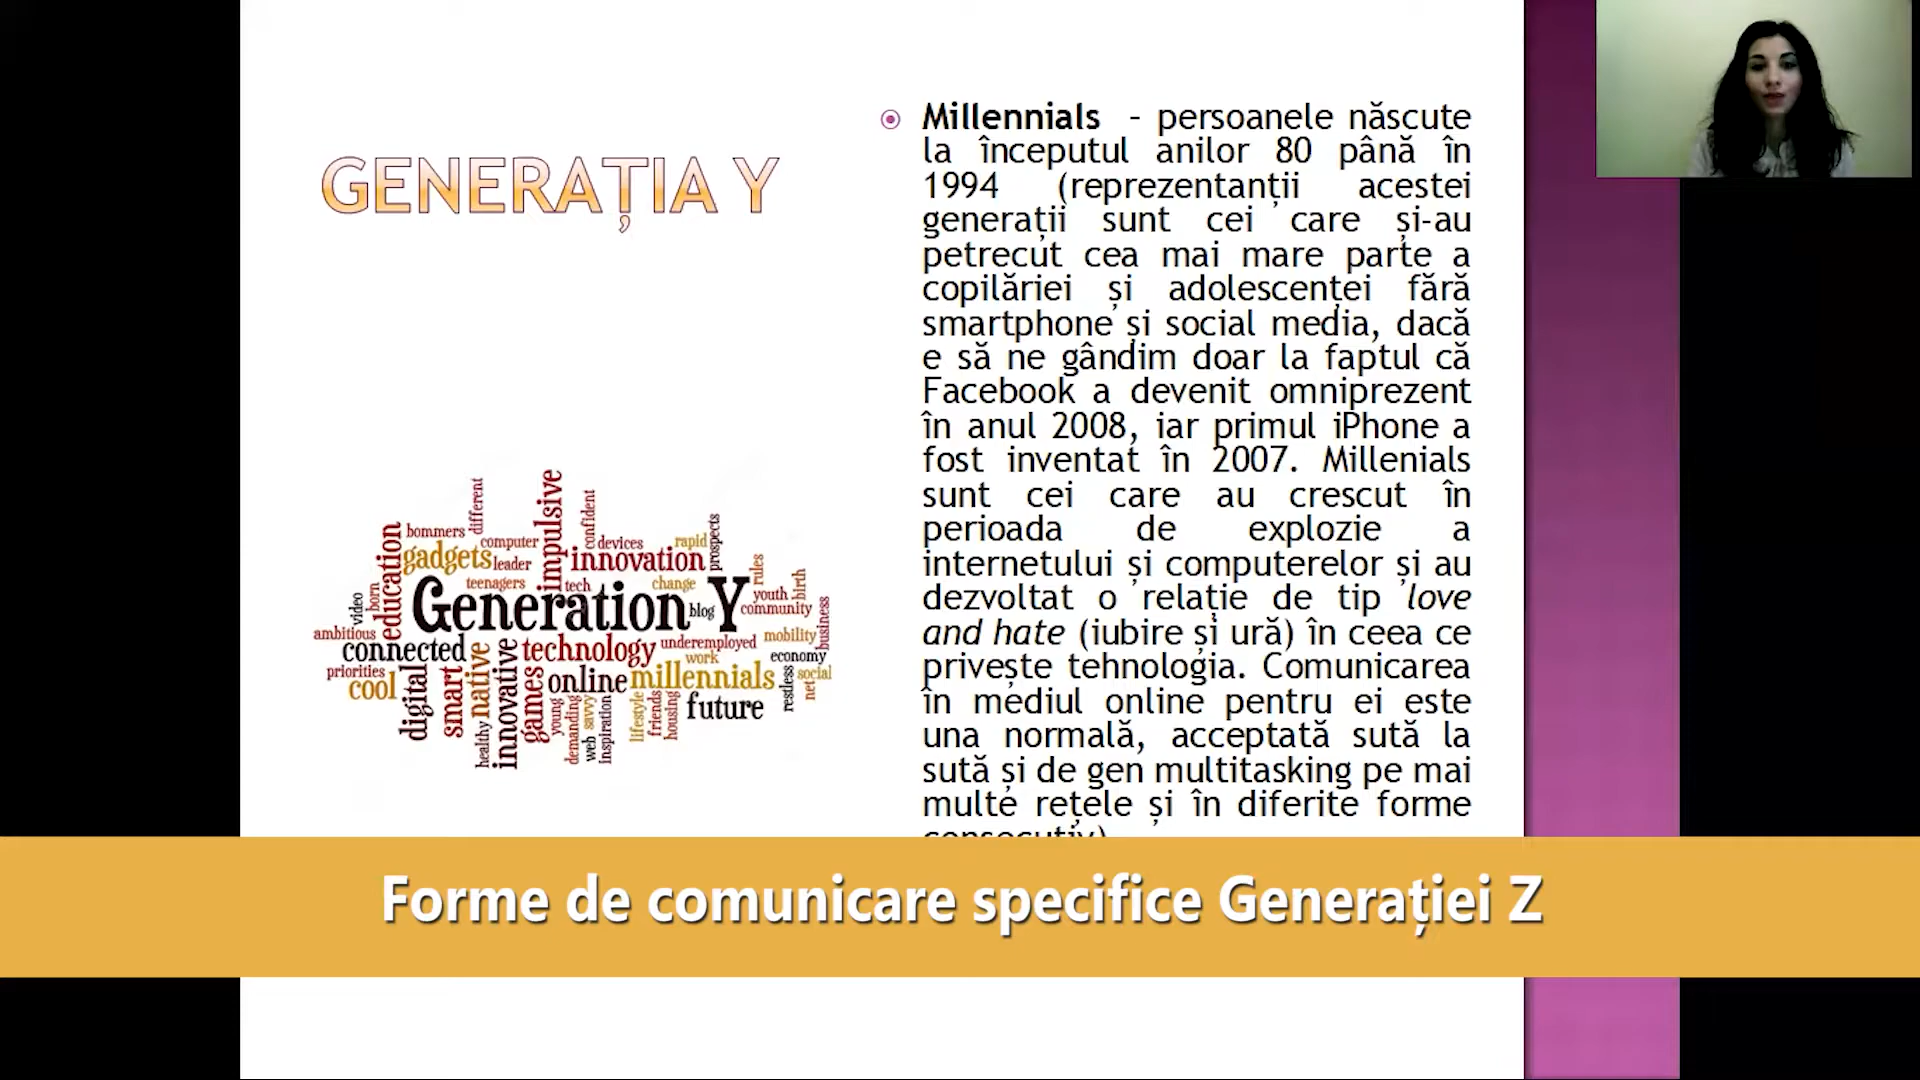 GENERAȚIA Y
Millennials - persoanele născute
la începutul anilor 80 până în
1994 (reprezentanții acestei
generații sunt cei care și-au
petrecut cea mai mare parte a
copilăriei și adolescenței fără
smartphone și social media, dacă
e să ne gândim doar la faptul că
Facebook a devenit omniprezent
în anul 2008, iar primul iPhone a
fost inventat în 2007. Millenials
sunt cei care au crescut în
perioada de explozie a
internetului și computerelor și au
dezvoltat o relație de tip love
and hate (iubire și ură) în ceea ce
privește tehnologia. Comunicarea
în mediul online pentru ei este
una normală, acceptată sută la
sută și de gen multitasking pe mai
multe rețele și în diferite forme
consecutiv)
different
impulsive
confident
bommers
computer
devices
rapid
prospects
education
gadgets
leader
innovation
teenagers
tech
change
rules
birth
born
video
Generation Y
blog
youth
community
business
ambitious
connected
technology
underemployed
mobility
work
economy
priorities
cool
digital
smart
native
innovative
games
online
millennials
restless
social
net
future
healthy
young
demanding
savvy
web
inspiration
lifestyle
friends
housing
Forme de comunicare specifice Generației Z